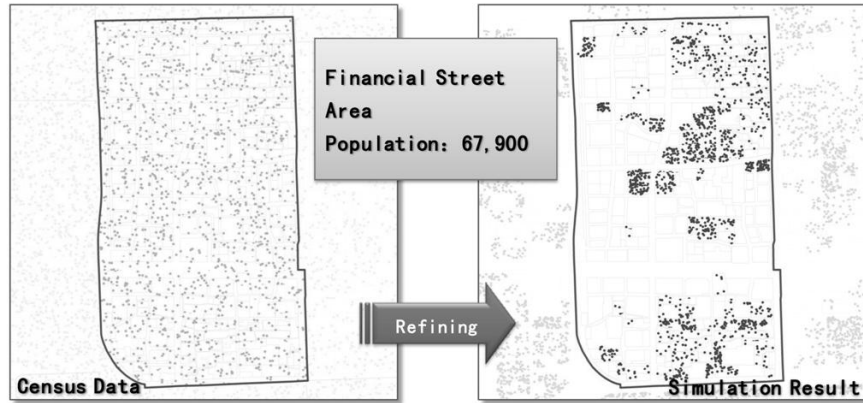 Financial Street
Area
Population: 67,900
Refining
Census Data
Simulation Result